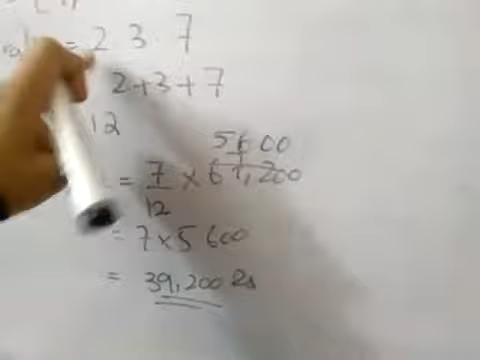 = 2 3 7
2+3+7
12
5600
= 7/12 × 67,200
= 7×5600
= 39,200 Rs